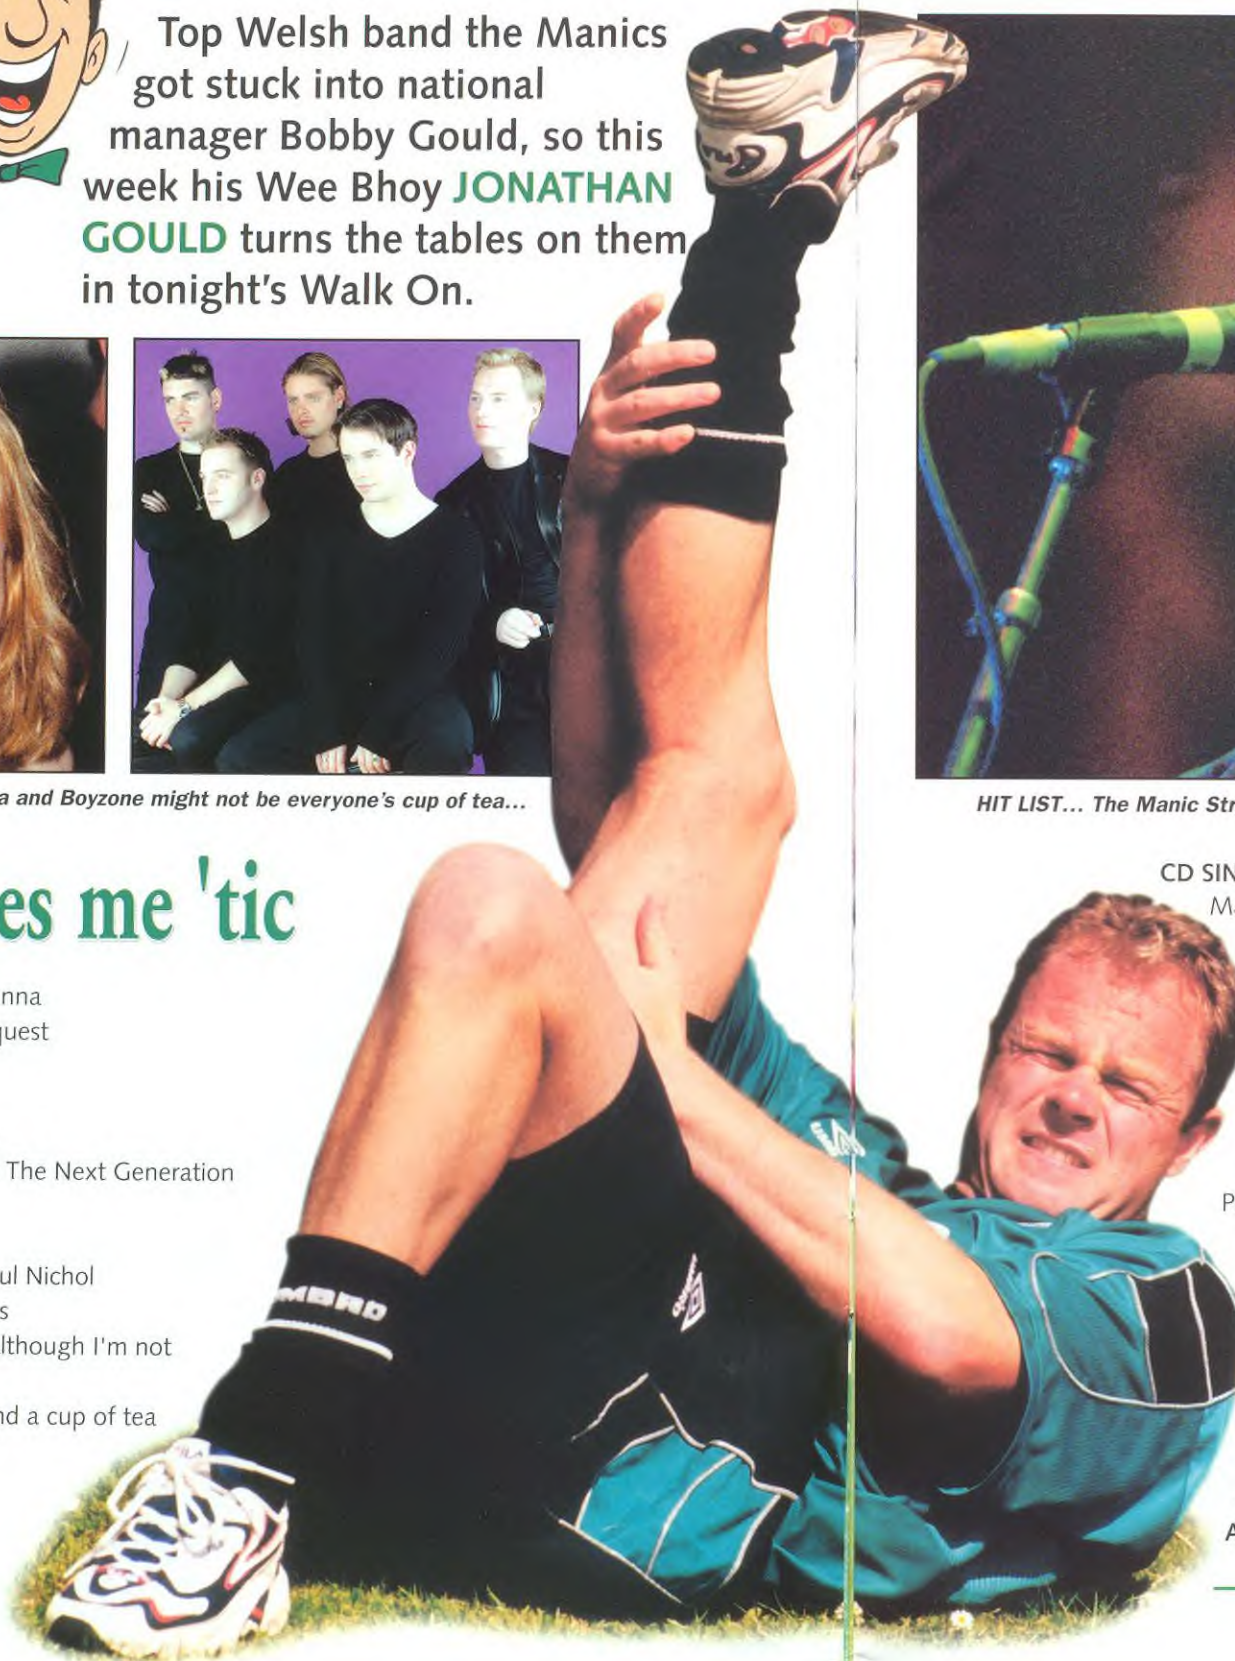 Top Welsh band the Manics
got stuck into national
manager Bobby Gould, so this
week his Wee Bhoy JONATHAN
GOULD turns the tables on them
in tonight's Walk On.
a and Boyzone might not be everyone's cup of tea...
HIT LIST... The Manic Str
es me 'tic
nna
quest
The Next Generation
ul Nichol
s
lthough I'm not
nd a cup of tea
CD SIN
Ma
P
A
UMBRO
FILA